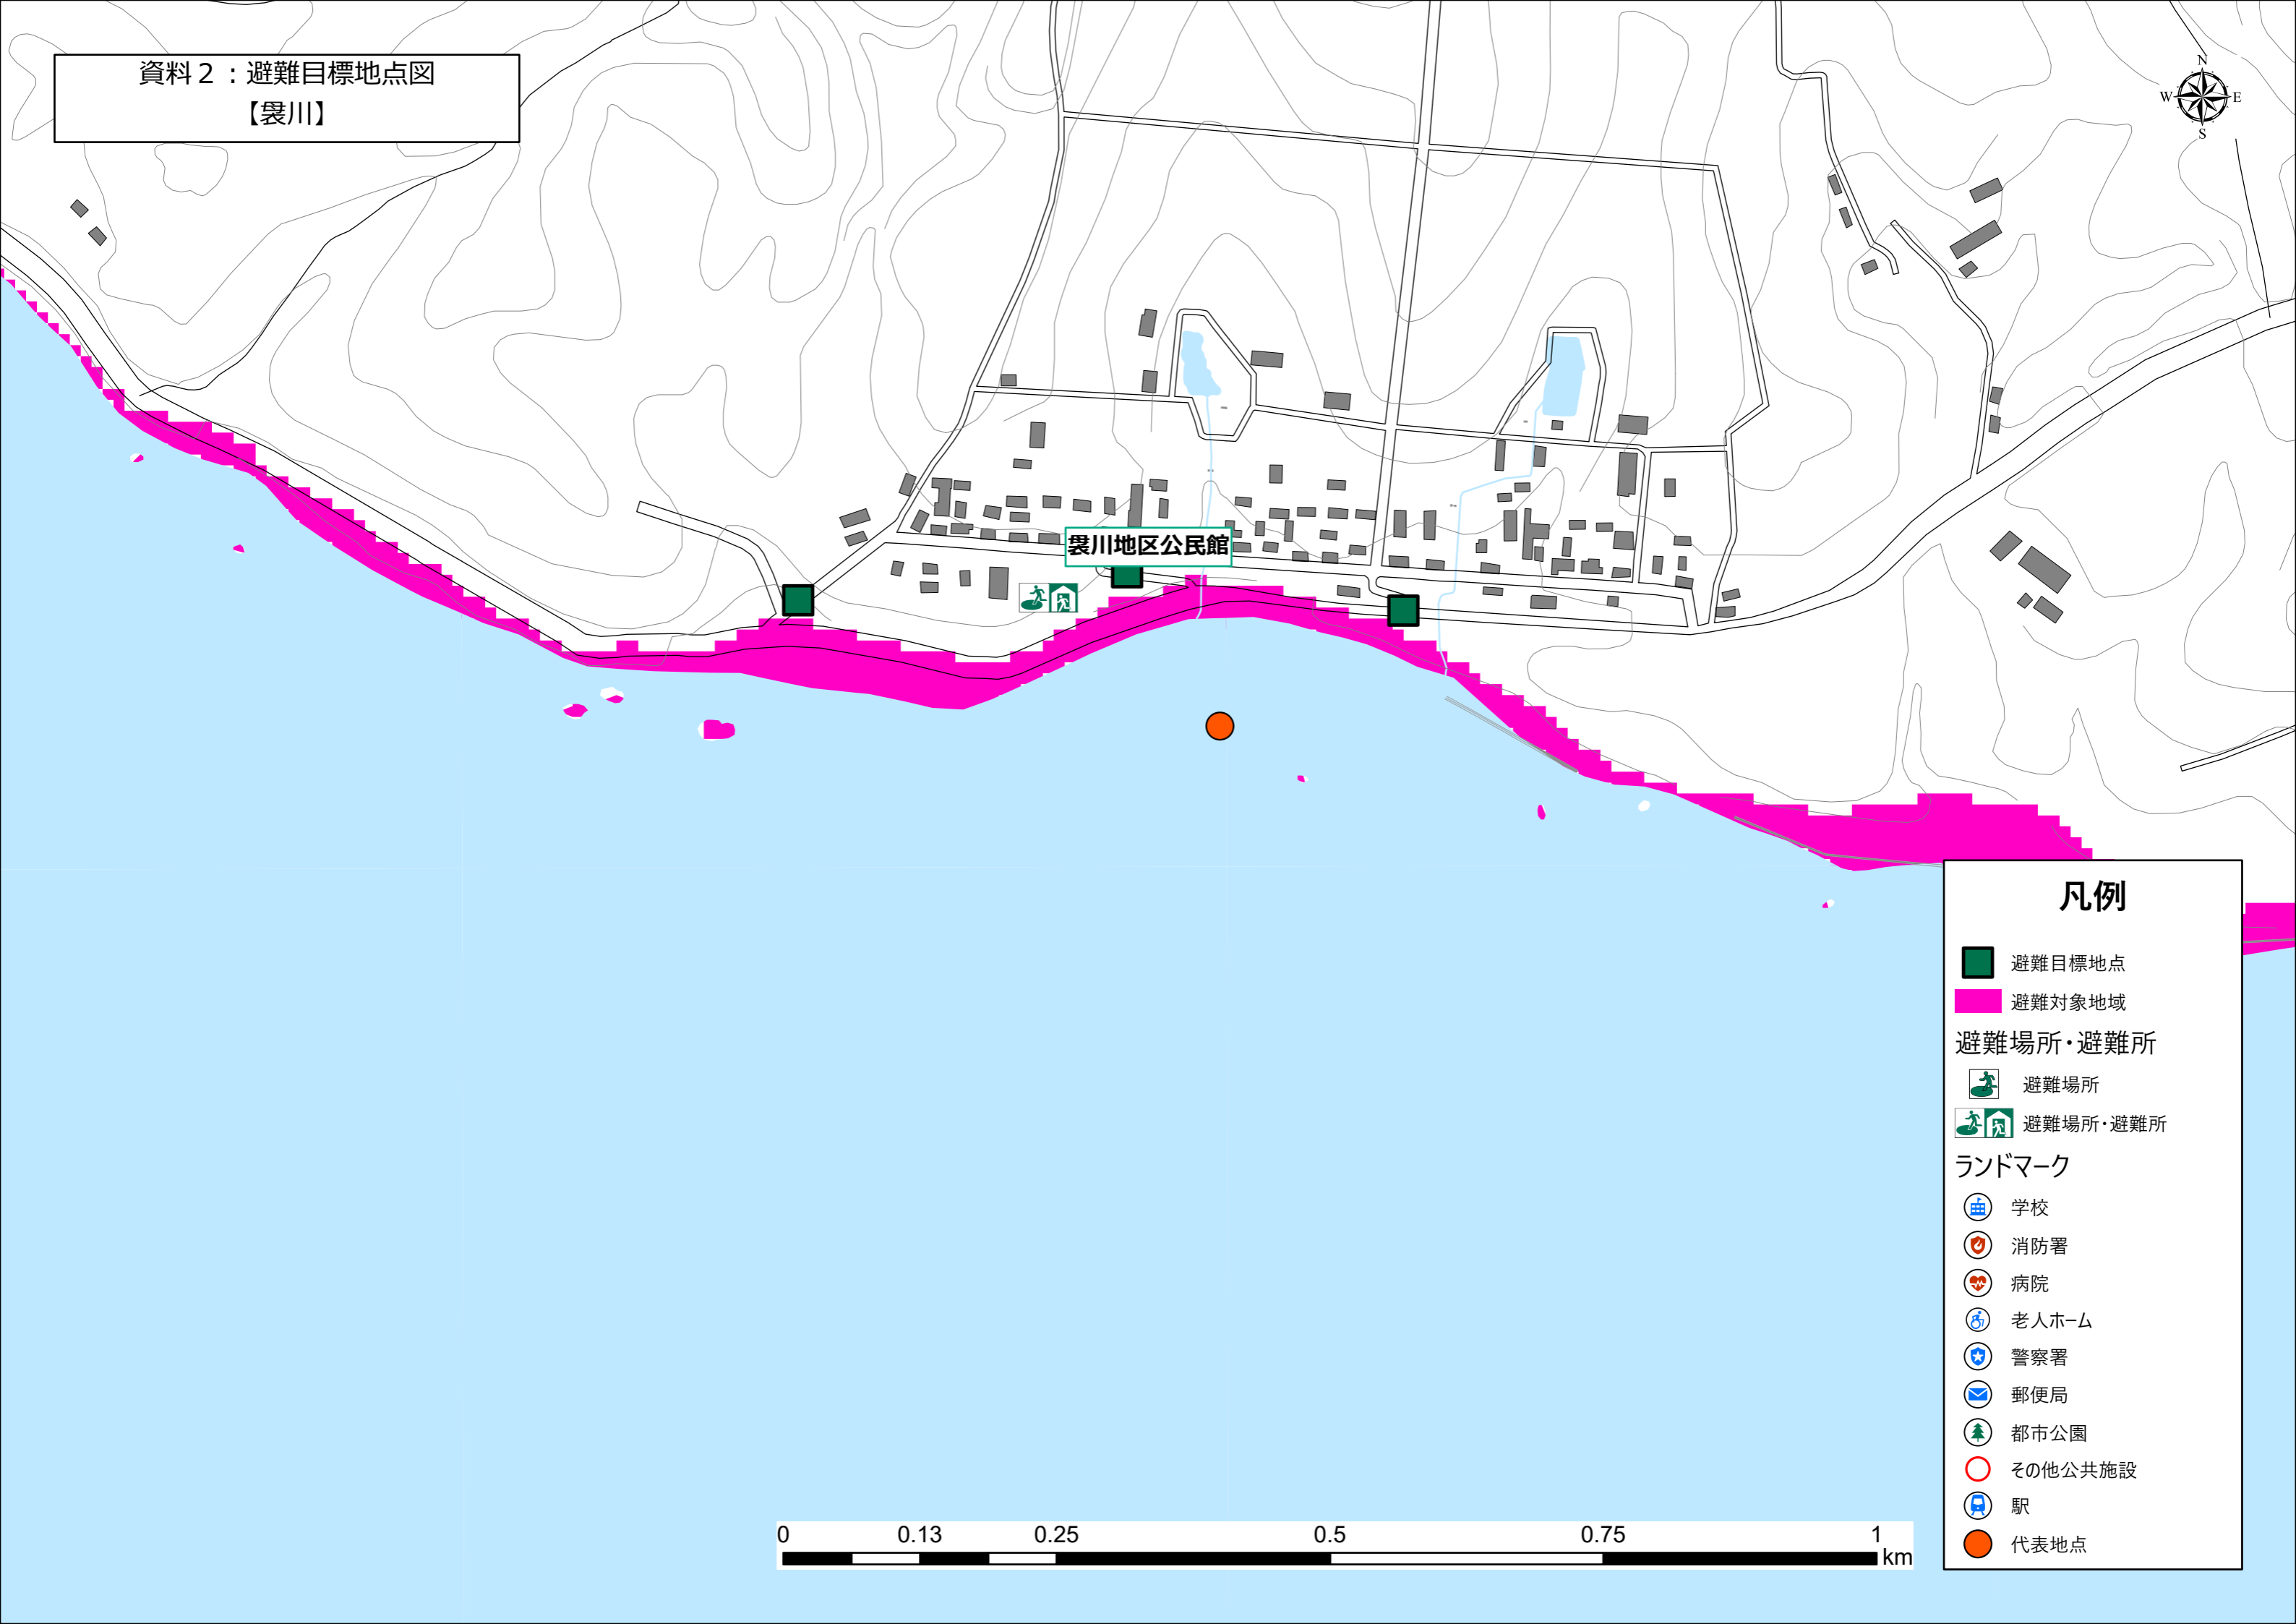 資料２：避難目標地点図
【袰川】
N
W
E
S
袰川地区公民館
凡例
避難目標地点
避難対象地域
避難場所・避難所
避難場所
避難場所・避難所
ランドマーク
学校
消防署
病院
老人ホーム
警察署
郵便局
都市公園
その他公共施設
駅
代表地点
0 0.13 0.25 0.5 0.75 1
km